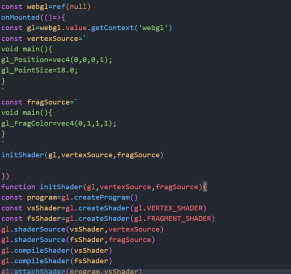 const webgl=ref(null)
onMounted(()=>{
const gl=webgl.value.getContext('webgl')
const vertexSource=`
void main(){
gl_Position=vec4(0,0,0,1);
gl_PointSize=18.0;
}
`
const fragSource=`
void main(){
gl_FragColor=vec4(0,1,1,1);
}
`
initShader(gl,vertexSource,fragSource)
})
function initShader(gl,vertexSource,fragSource){
const program=gl.createProgram()
const vsShader=gl.createShader(gl.VERTEX_SHADER)
const fsShader=gl.createShader(gl.FRAGMENT_SHADER)
gl.shaderSource(vsShader,vertexSource)
gl.shaderSource(fsShader,fragSource)
gl.compileShader(vsShader)
gl.compileShader(fsShader)
gl.attachShader(program,vsShader)